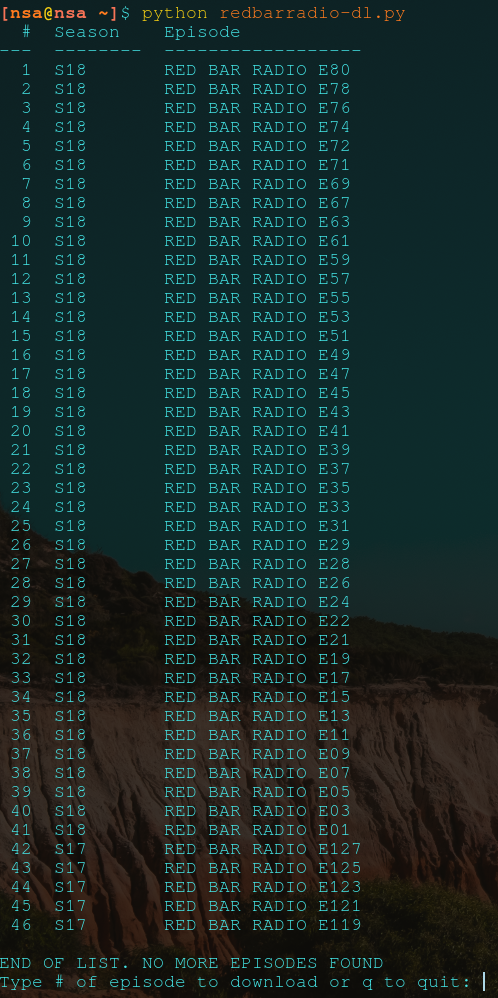 [nsa@nsa ~]$ python redbarradio-dl.py
#  Season    Episode
---  --------  ------------------
1  S18       RED BAR RADIO E80
2  S18       RED BAR RADIO E78
3  S18       RED BAR RADIO E76
4  S18       RED BAR RADIO E74
5  S18       RED BAR RADIO E72
6  S18       RED BAR RADIO E71
7  S18       RED BAR RADIO E69
8  S18       RED BAR RADIO E67
9  S18       RED BAR RADIO E63
10  S18       RED BAR RADIO E61
11  S18       RED BAR RADIO E59
12  S18       RED BAR RADIO E57
13  S18       RED BAR RADIO E55
14  S18       RED BAR RADIO E53
15  S18       RED BAR RADIO E51
16  S18       RED BAR RADIO E49
17  S18       RED BAR RADIO E47
18  S18       RED BAR RADIO E45
19  S18       RED BAR RADIO E43
20  S18       RED BAR RADIO E41
21  S18       RED BAR RADIO E39
22  S18       RED BAR RADIO E37
23  S18       RED BAR RADIO E35
24  S18       RED BAR RADIO E33
25  S18       RED BAR RADIO E31
26  S18       RED BAR RADIO E29
27  S18       RED BAR RADIO E28
28  S18       RED BAR RADIO E26
29  S18       RED BAR RADIO E24
30  S18       RED BAR RADIO E22
31  S18       RED BAR RADIO E21
32  S18       RED BAR RADIO E19
33  S18       RED BAR RADIO E17
34  S18       RED BAR RADIO E15
35  S18       RED BAR RADIO E13
36  S18       RED BAR RADIO E11
37  S18       RED BAR RADIO E09
38  S18       RED BAR RADIO E07
39  S18       RED BAR RADIO E05
40  S18       RED BAR RADIO E03
41  S18       RED BAR RADIO E01
42  S17       RED BAR RADIO E127
43  S17       RED BAR RADIO E125
44  S17       RED BAR RADIO E123
45  S17       RED BAR RADIO E121
46  S17       RED BAR RADIO E119
END OF LIST. NO MORE EPISODES FOUND
Type # of episode to download or q to quit: